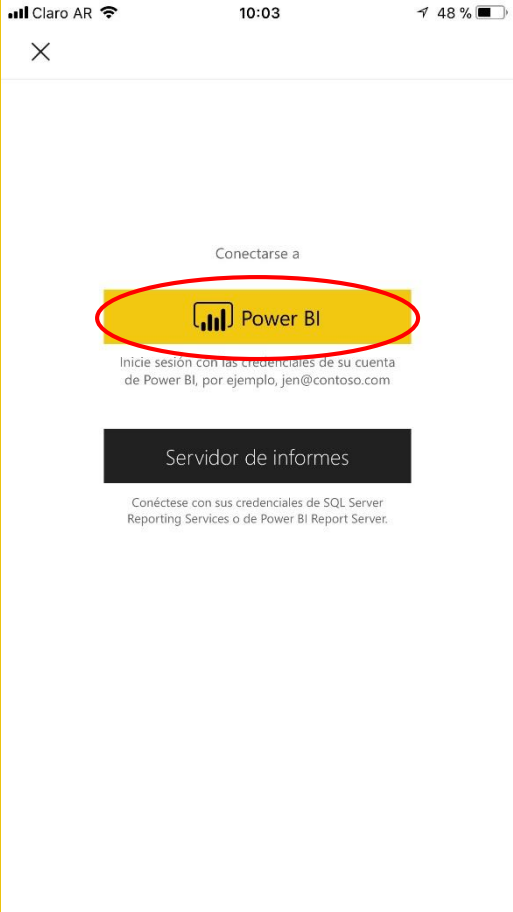 Claro AR 10:03 48 %
Conectarse a
Power BI
Inicie sesión con las credenciales de su cuenta
de Power BI, por ejemplo, jen@contoso.com
Servidor de informes
Conéctese con sus credenciales de SQL Server
Reporting Services o de Power BI Report Server.